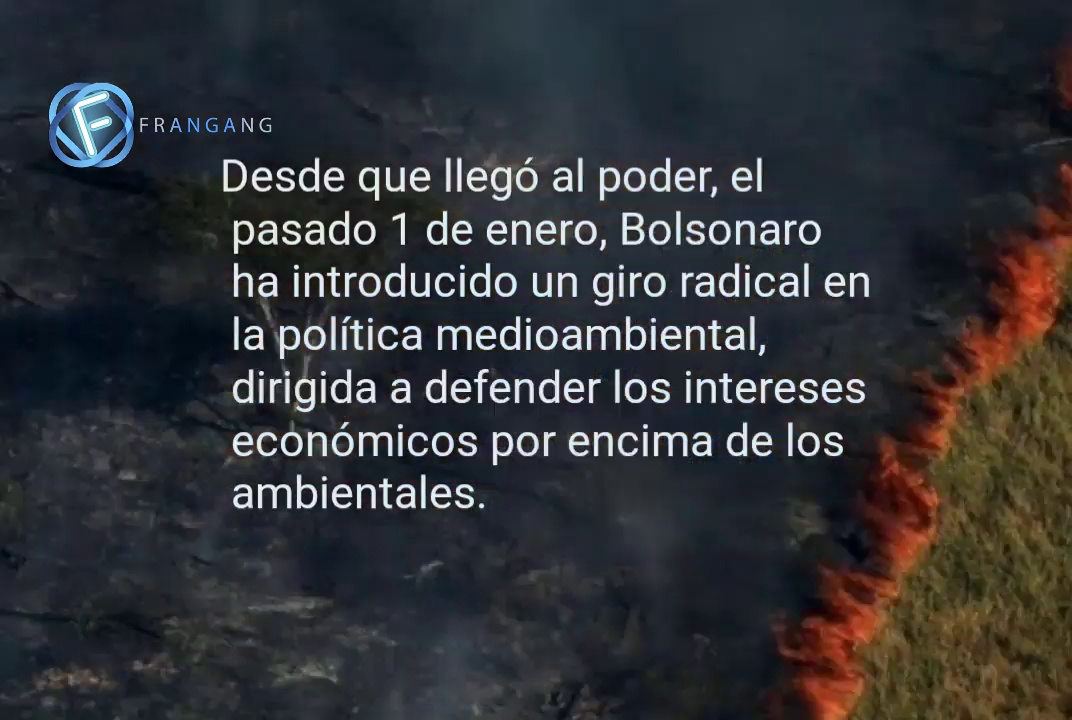 FRANGANG
Desde que llegó al poder, el
pasado 1 de enero, Bolsonaro
ha introducido un giro radical en
la política medioambiental,
dirigida a defender los intereses
económicos por encima de los
ambientales.